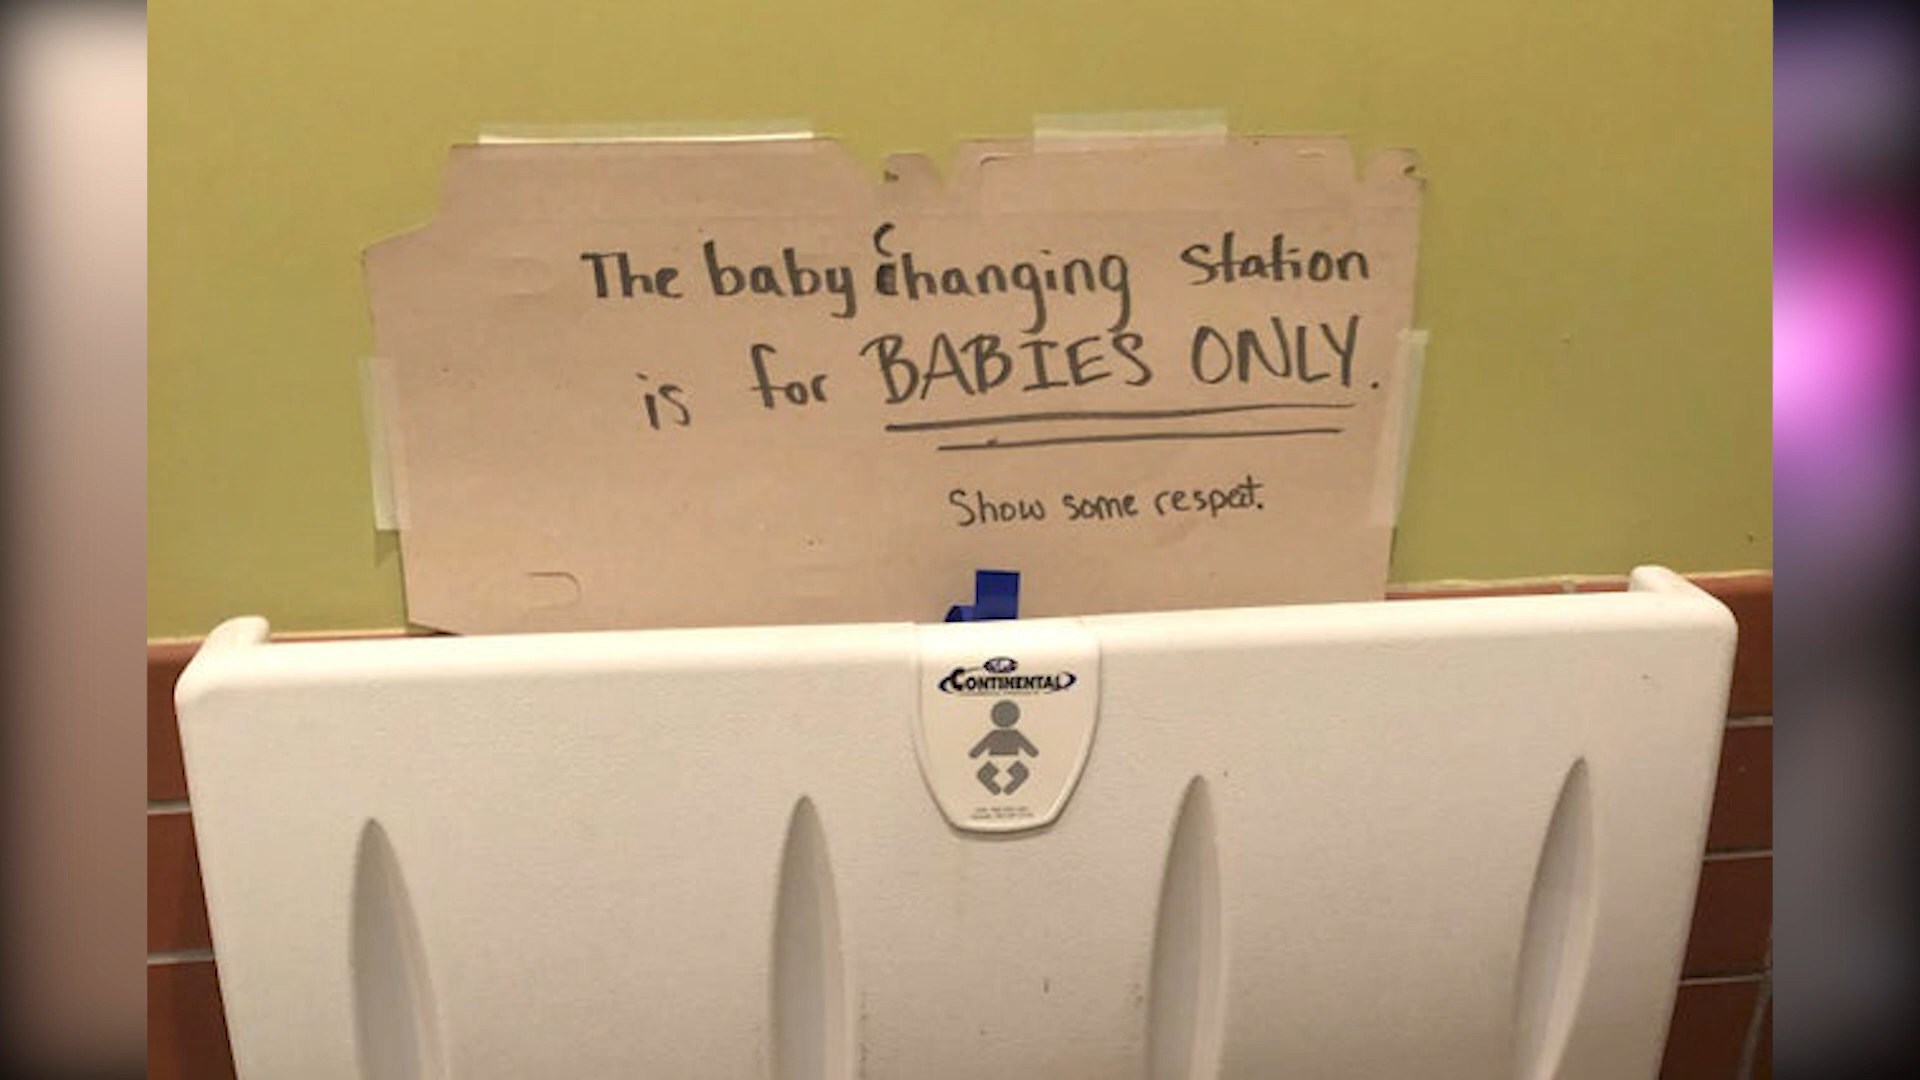 The baby changing station
is for BABIES ONLY.
Show some respect.
CONTINENTAL